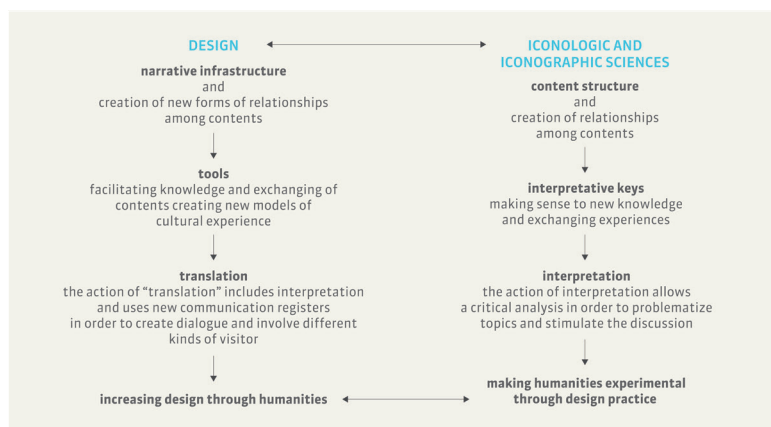 DESIGN
narrative infrastructure
and
creation of new forms of relationships
among contents
tools
facilitating knowledge and exchanging of
contents creating new models of
cultural experience
translation
the action of “translation” includes interpretation
and uses new communication registers
in order to create dialogue and involve different
kinds of visitor
increasing design through humanities
ICONOLOGIC AND
ICONOGRAPHIC SCIENCES
content structure
and
creation of relationships
among contents
interpretative keys
making sense to new knowledge
and exchanging experiences
interpretation
the action of interpretation allows
a critical analysis in order to problematize
topics and stimulate the discussion
making humanities experimental
through design practice